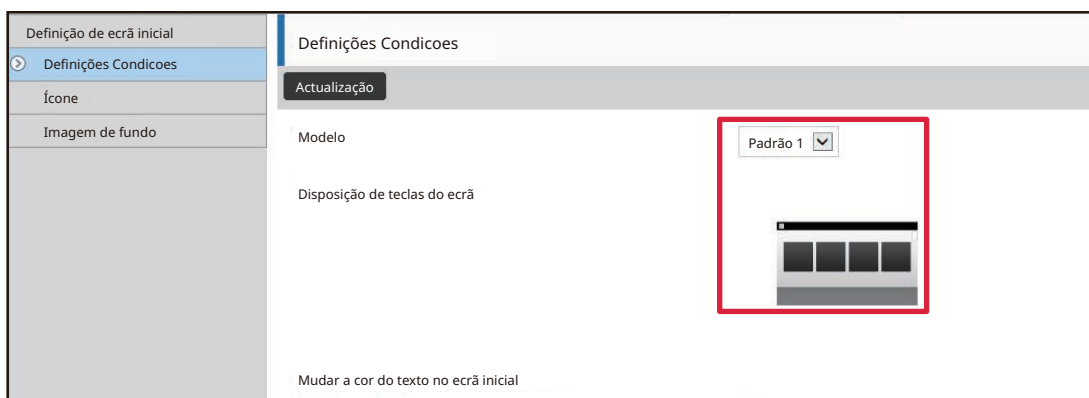 Definição de ecrã inicial
Definições Condicoes
Ícone
Imagem de fundo
Definições Condicoes
Actualização
Modelo
Padrão 1
Disposição de teclas do ecrã
Mudar a cor do texto no ecrã inicial